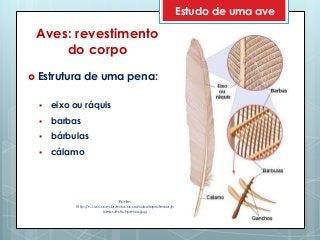 Estudo de uma ave
Aves: revestimento
do corpo
Estrutura de uma pena:
eixo ou ráquis
barbas
bárbulas
cálamo
Fonte:
Eixo
ou
ráquis
Barbas
Bárbulas
Cálamo
Ganchos